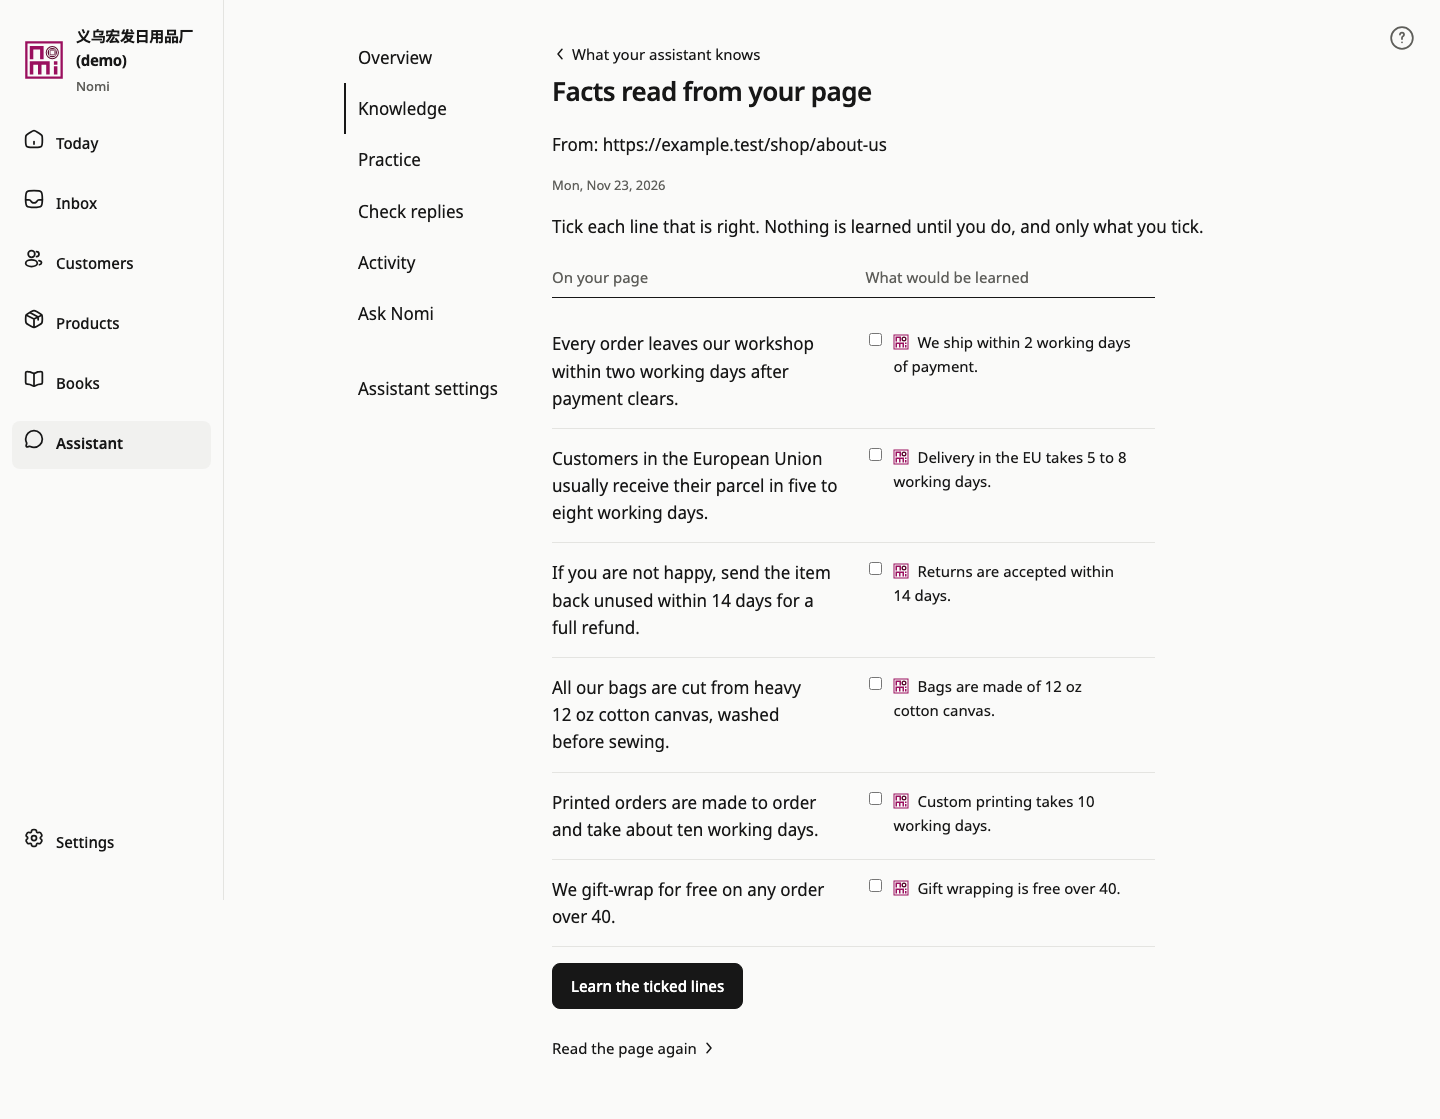 义乌宏发日用品厂
(demo)
Nomi
Today
Inbox
Customers
Products
Books
Assistant
Settings
Overview
Knowledge
Practice
Check replies
Activity
Ask Nomi
Assistant settings
What your assistant knows
Facts read from your page
From: https://example.test/shop/about-us
Mon, Nov 23, 2026
Tick each line that is right. Nothing is learned until you do, and only what you tick.
On your page
What would be learned
Every order leaves our workshop
within two working days after
payment clears.
We ship within 2 working days
of payment.
Customers in the European Union
usually receive their parcel in five to
eight working days.
Delivery in the EU takes 5 to 8
working days.
If you are not happy, send the item
back unused within 14 days for a
full refund.
Returns are accepted within
14 days.
All our bags are cut from heavy
12 oz cotton canvas, washed
before sewing.
Bags are made of 12 oz
cotton canvas.
Printed orders are made to order
and take about ten working days.
Custom printing takes 10
working days.
We gift-wrap for free on any order
over 40.
Gift wrapping is free over 40.
Learn the ticked lines
Read the page again